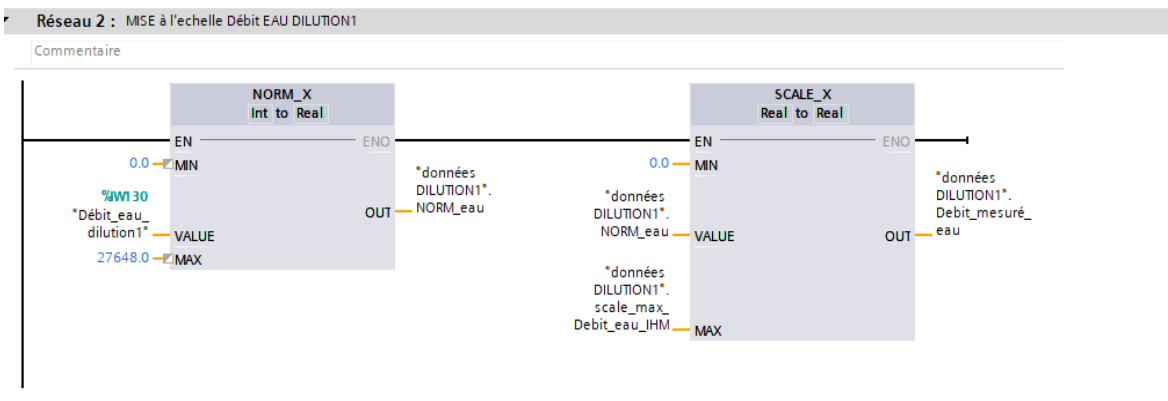 Réseau 2 : MISE à l'echelle Débit EAU DILUTION1
Commentaire
NORM_X
Int to Real
EN
ENO
0.0
MIN
%IW130
"Débit_eau_
dilution1"
VALUE
27648.0
MAX
OUT
"données
DILUTION1".
NORM_eau
SCALE_X
Real to Real
EN
ENO
0.0
MIN
"données
DILUTION1".
NORM_eau
VALUE
"données
DILUTION1".
scale_max_
Debit_eau_IHM
MAX
OUT
"données
DILUTION1".
Debit_mesuré_
eau